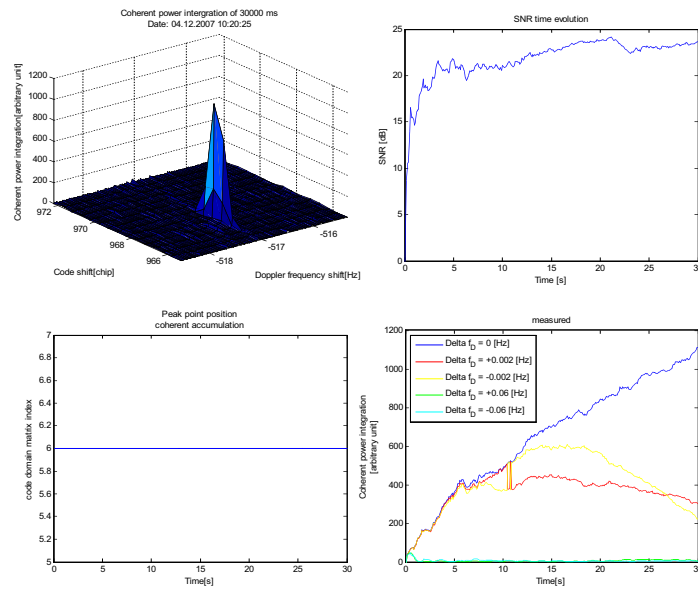 Coherent power intergration of 30000 ms
Date: 04.12.2007 10:20:25
Coherent power integration[arbitrary unit]
1200
1000
800
600
400
200
0
972
970
968
966
Code shift[chip]
-518
-517
-516
Doppler frequency shift[Hz]
SNR time evolution
SNR [dB]
25
20
15
10
5
0
0 5 10 15 20 25 30
Time [s]
Peak point position
coherent accumulation
code domain matrix index
7
6.8
6.6
6.4
6.2
6
5.8
5.6
5.4
5.2
5
0 5 10 15 20 25 30
Time[s]
measured
Coherent power integration
[arbitrary unit]
1200
1000
800
600
400
200
0
Delta f_D = 0 [Hz]
Delta f_D = +0.002 [Hz]
Delta f_D = -0.002 [Hz]
Delta f_D = +0.06 [Hz]
Delta f_D = -0.06 [Hz]
0 5 10 15 20 25 30
Time[s]